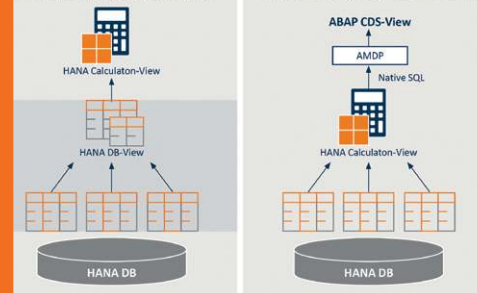 HANA Calculaton-View
HANA DB-View
HANA DB
ABAP CDS-View
AMDP
Native SQL
HANA Calculaton-View
HANA DB